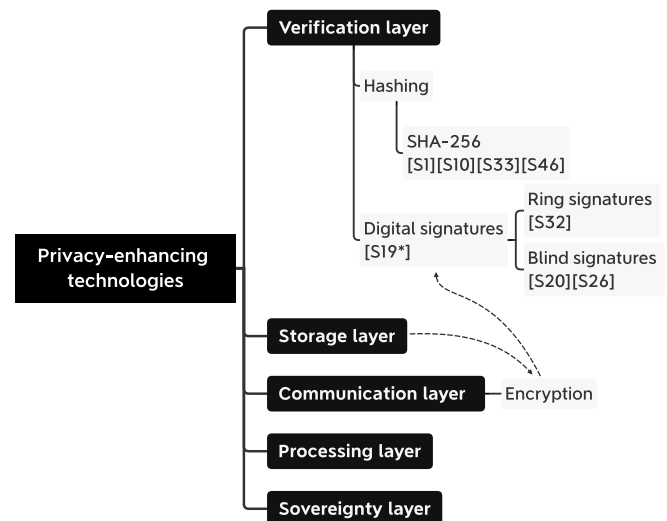 Verification layer
Hashing
SHA-256
[S1][S10][S33][S46]
Digital signatures
[S19*]
Ring signatures
[S32]
Blind signatures
[S20][S26]
Privacy-enhancing
technologies
Storage layer
Communication layer
Encryption
Processing layer
Sovereignty layer